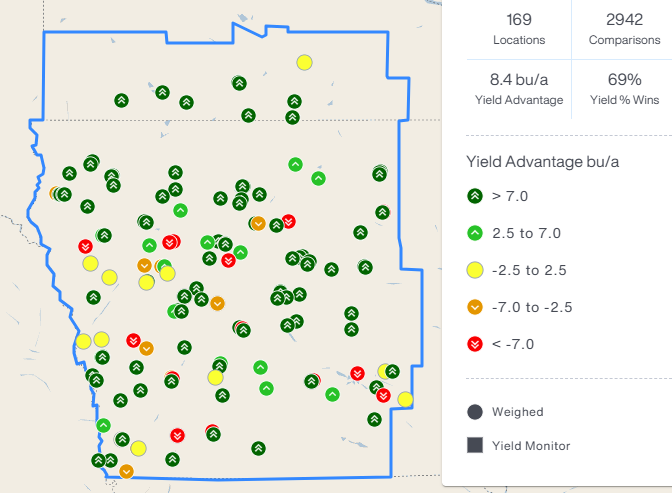 169
Locations
2942
Comparisons
8.4 bu/a
Yield Advantage
69%
Yield % Wins
Yield Advantage bu/a
> 7.0
2.5 to 7.0
-2.5 to 2.5
-7.0 to -2.5
< -7.0
Weighed
Yield Monitor